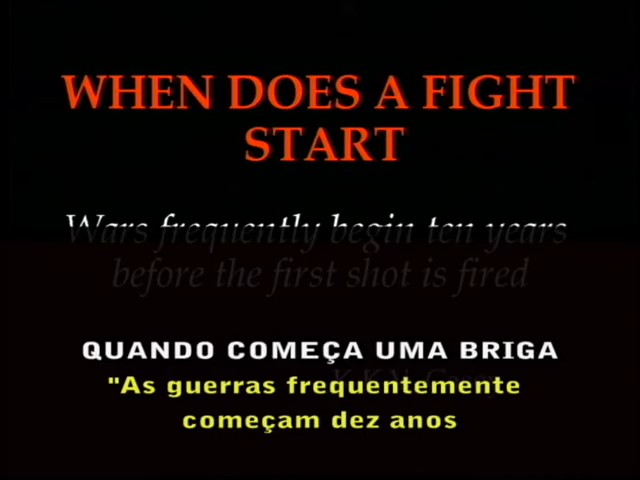 WHEN DOES A FIGHT
START
Wars frequently begin ten years
before the first shot is fired
QUANDO COMEÇA UMA BRIGA
"As guerras frequentemente
começam dez anos